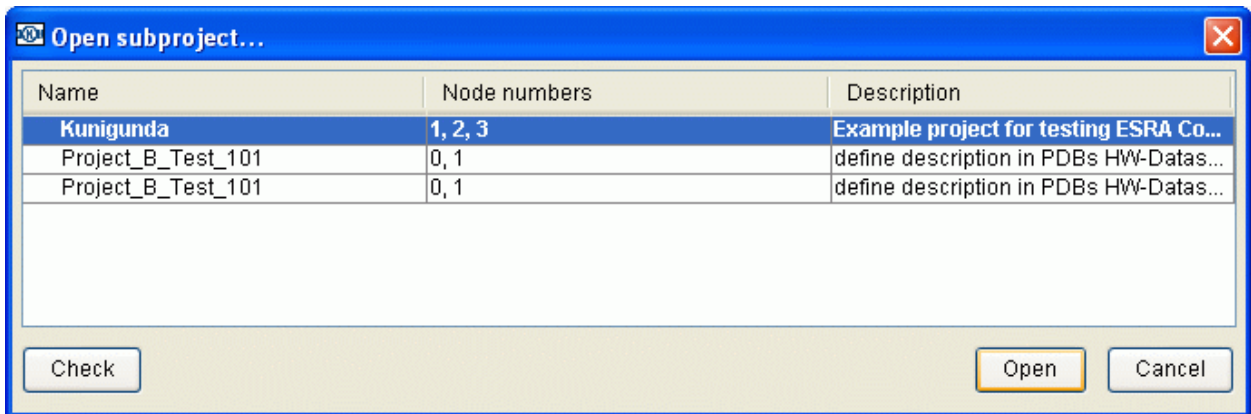 Open subproject...
Name Node numbers Description
Kunigunda 1, 2, 3 Example project for testing ESRA Co...
Project_B_Test_101 0, 1 define description in PDBs HW-Datas...
Project_B_Test_101 0, 1 define description in PDBs HW-Datas...
Check Open Cancel